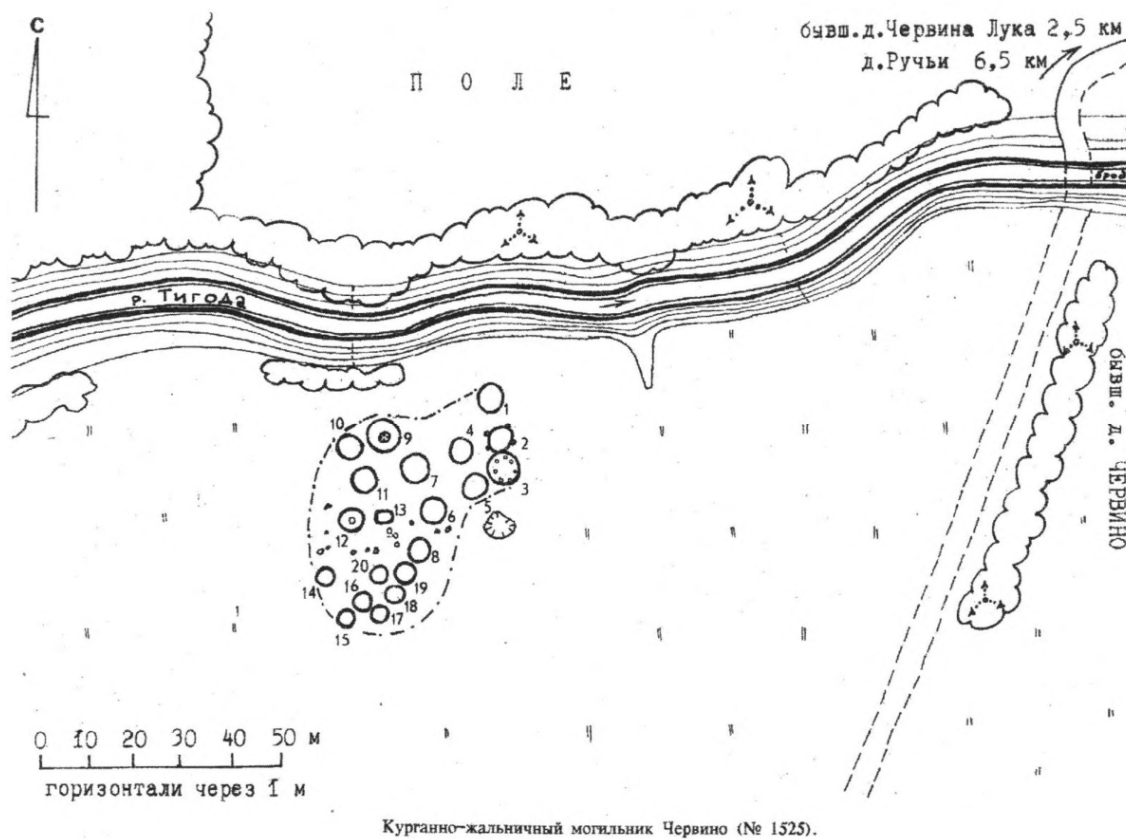 С
бывш.д.Червина Лука 2,5 км
д.Ручьи 6,5 км
П О Л Е
брод
р. Тигода
бывш. д. ЧЕРВИНО
1
10
9
4
2
7
3
11
5
13
6
12
8
20
19
14
16
18
17
15
0 10 20 30 40 50 м
горизонтали через 1 м
Курганно-жальничный могильник Червино (№ 1525).